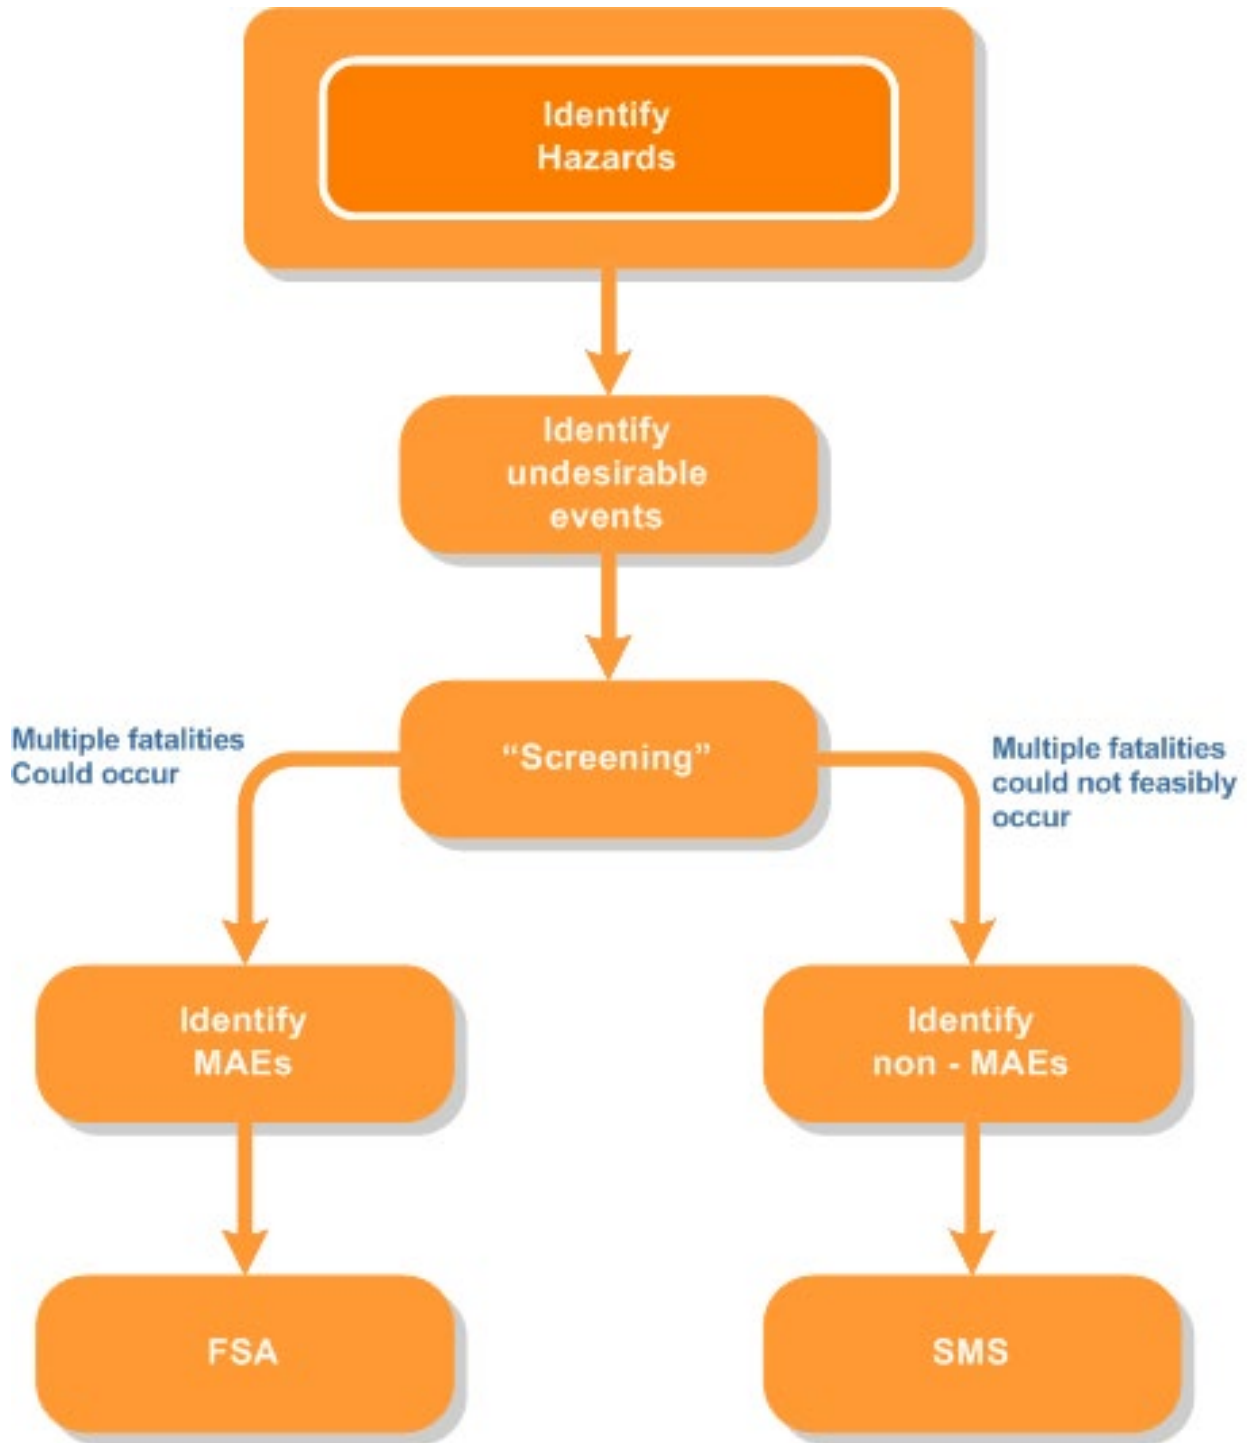 Identify
Hazards
Identify
undesirable
events
“Screening”
Multiple fatalities
Could occur
Multiple fatalities
could not feasibly
occur
Identify
MAEs
Identify
non - MAEs
FSA
SMS